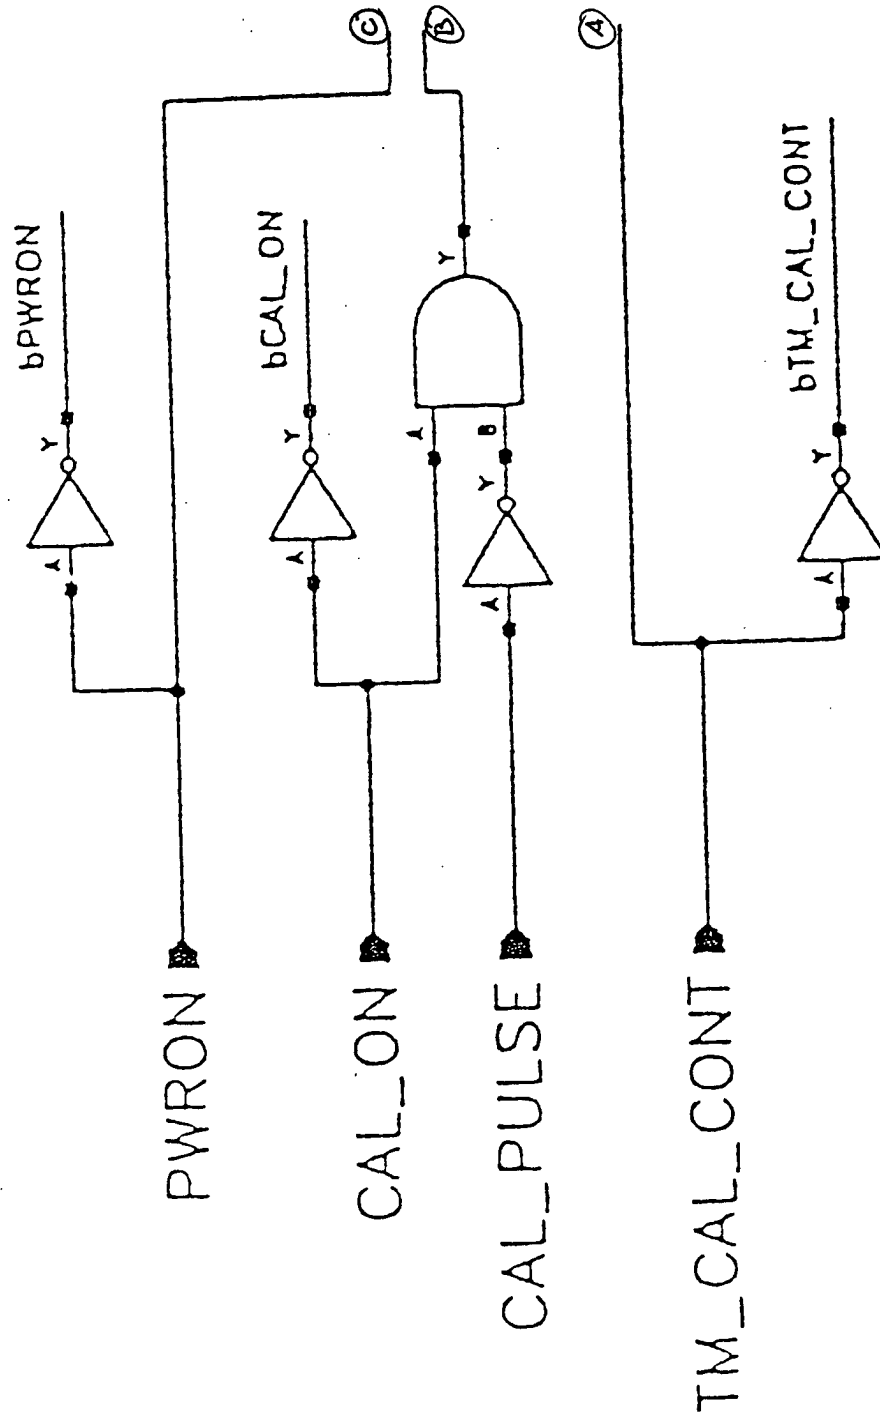 PWRON
A
Y
bPWRON
C
CAL_ON
A
Y
bCAL_ON
A
B
Y
B
CAL_PULSE
A
Y
TM_CAL_CONT
A
A
Y
bTM_CAL_CONT